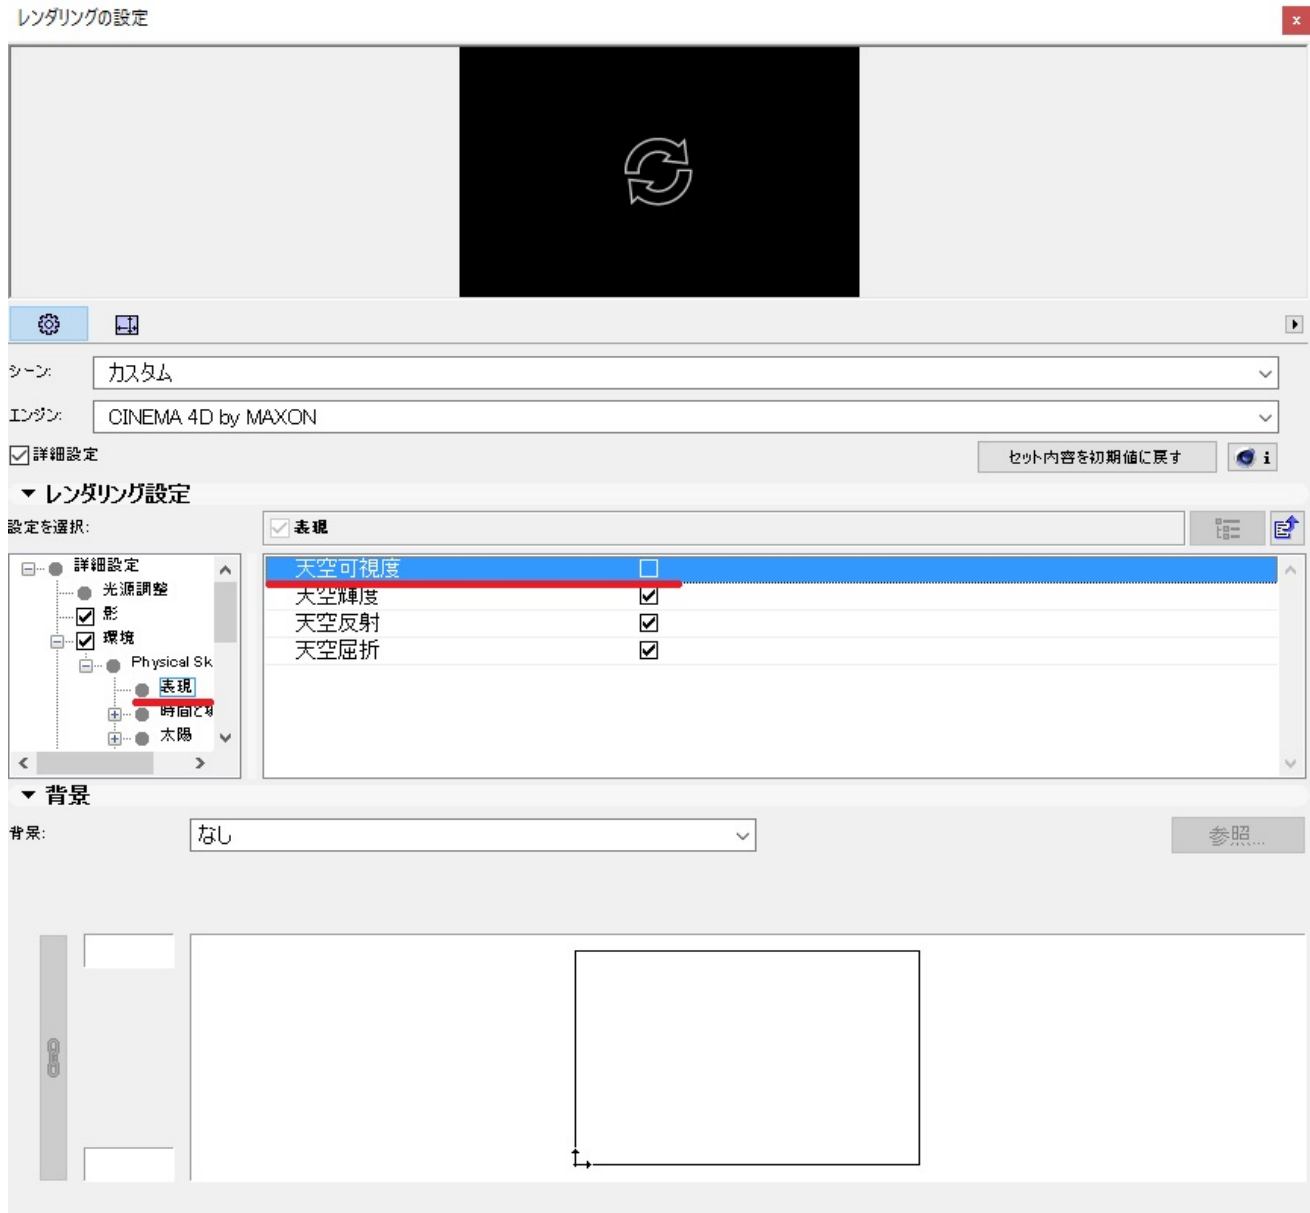 レンダリングの設定
x
シーン:
カスタム
エンジン:
CINEMA 4D by MAXON
詳細設定
セット内容を初期値に戻す
i
レンダリング設定
設定を選択:
表現
詳細設定
光源調整
影
環境
Physical Sk
表現
時間と
太陽
天空可視度
天空輝度
天空反射
天空屈折
背景
背景:
なし
参照...